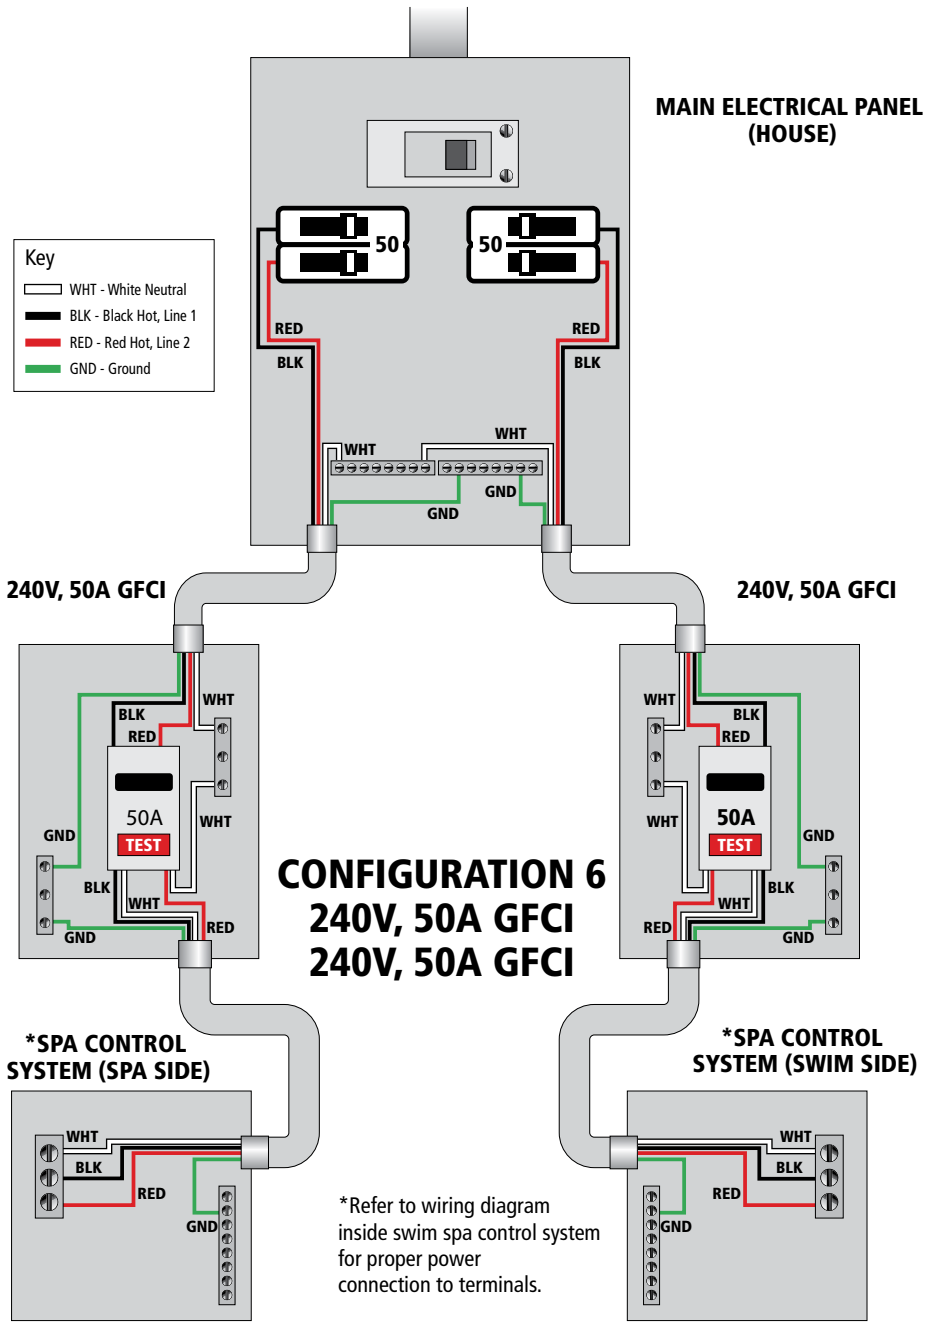 MAIN ELECTRICAL PANEL
(HOUSE)
50
50
Key
WHT - White Neutral
BLK - Black Hot, Line 1
RED - Red Hot, Line 2
GND - Ground
RED
BLK
RED
BLK
WHT
WHT
GND
GND
240V, 50A GFCI
240V, 50A GFCI
WHT
BLK
RED
50A
TEST
WHT
GND
BLK
WHT
GND
RED
WHT
BLK
RED
50A
TEST
WHT
GND
BLK
WHT
RED
GND
CONFIGURATION 6
240V, 50A GFCI
240V, 50A GFCI
*SPA CONTROL
SYSTEM (SPA SIDE)
WHT
BLK
RED
GND
*SPA CONTROL
SYSTEM (SWIM SIDE)
WHT
BLK
RED
GND
*Refer to wiring diagram
inside swim spa control system
for proper power
connection to terminals.